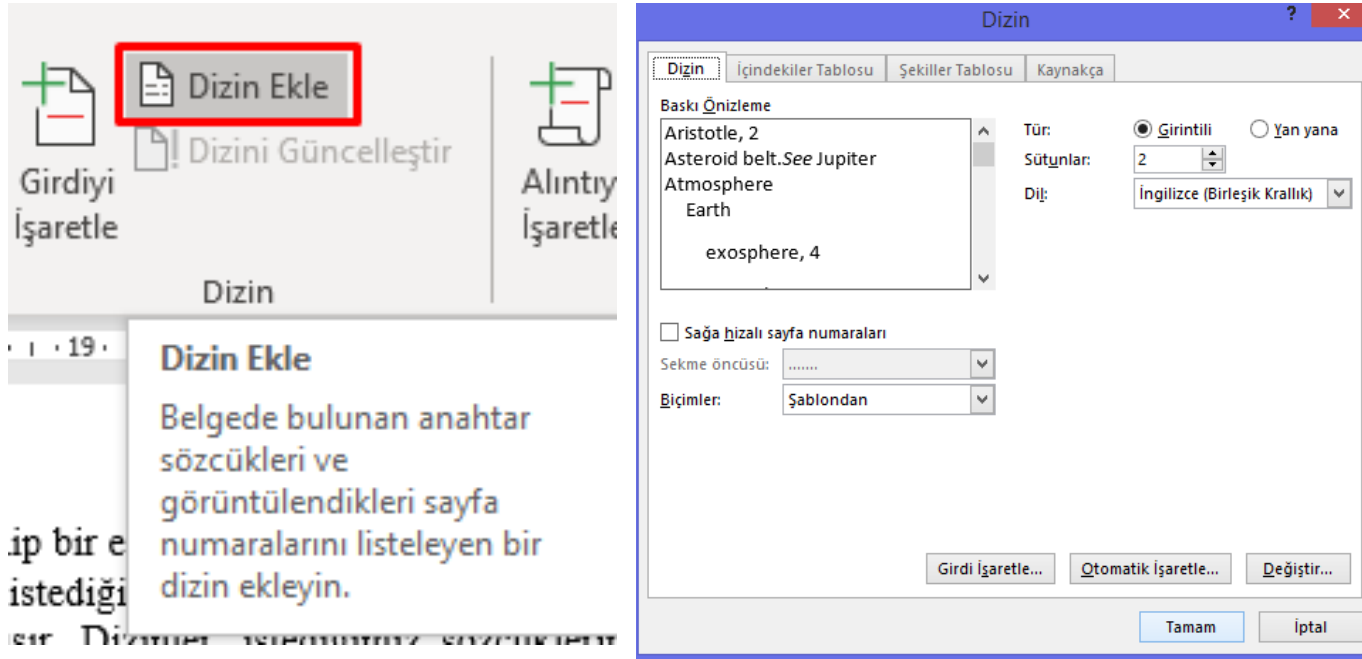 Dizin Ekle
Dizini Güncelleştir
Girdiyi
İşaretle
Alıntıy
İşaretle
Dizin
19
Dizin Ekle
Belgede bulunan anahtar
sözcükleri ve
görüntülendikleri sayfa
numaralarını listeleyen bir
dizin ekleyin.
ip bir e
istediği
Dizin
? ×
Dizin İçindekiler Tablosu Şekiller Tablosu Kaynakça
Baskı Önizleme
Aristotle, 2
Asteroid belt.See Jupiter
Atmosphere
Earth
exosphere, 4
Tür: Girintili Yan yana
Sütunlar: 2
Dil: İngilizce (Birleşik Krallık)
Sağa hizalı sayfa numaraları
Sekme öncüsü: .......
Biçimler: Şablondan
Girdi İşaretle... Otomatik İşaretle... Değiştir...
Tamam İptal